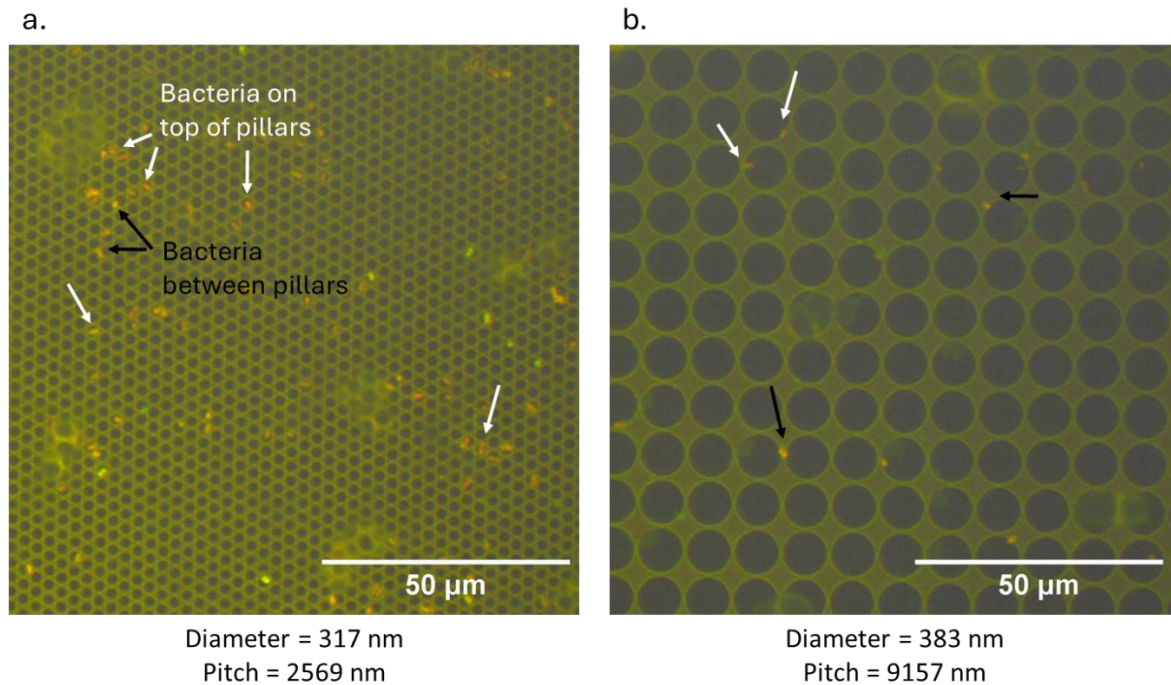 a.
b.
Bacteria on
top of pillars
Bacteria
between pillars
50 µm
50 µm
Diameter = 317 nm
Pitch = 2569 nm
Diameter = 383 nm
Pitch = 9157 nm